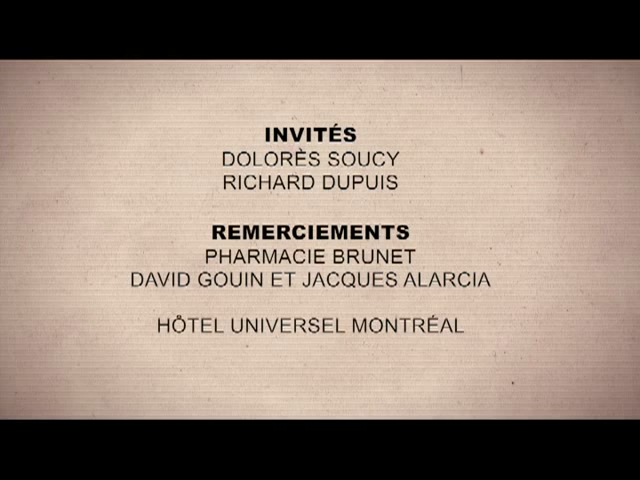 INVITÉS
DOLORÈS SOUCY
RICHARD DUPUIS
REMERCIEMENTS
PHARMACIE BRUNET
DAVID GOUIN ET JACQUES ALARCIA
HÔTEL UNIVERSEL MONTRÉAL